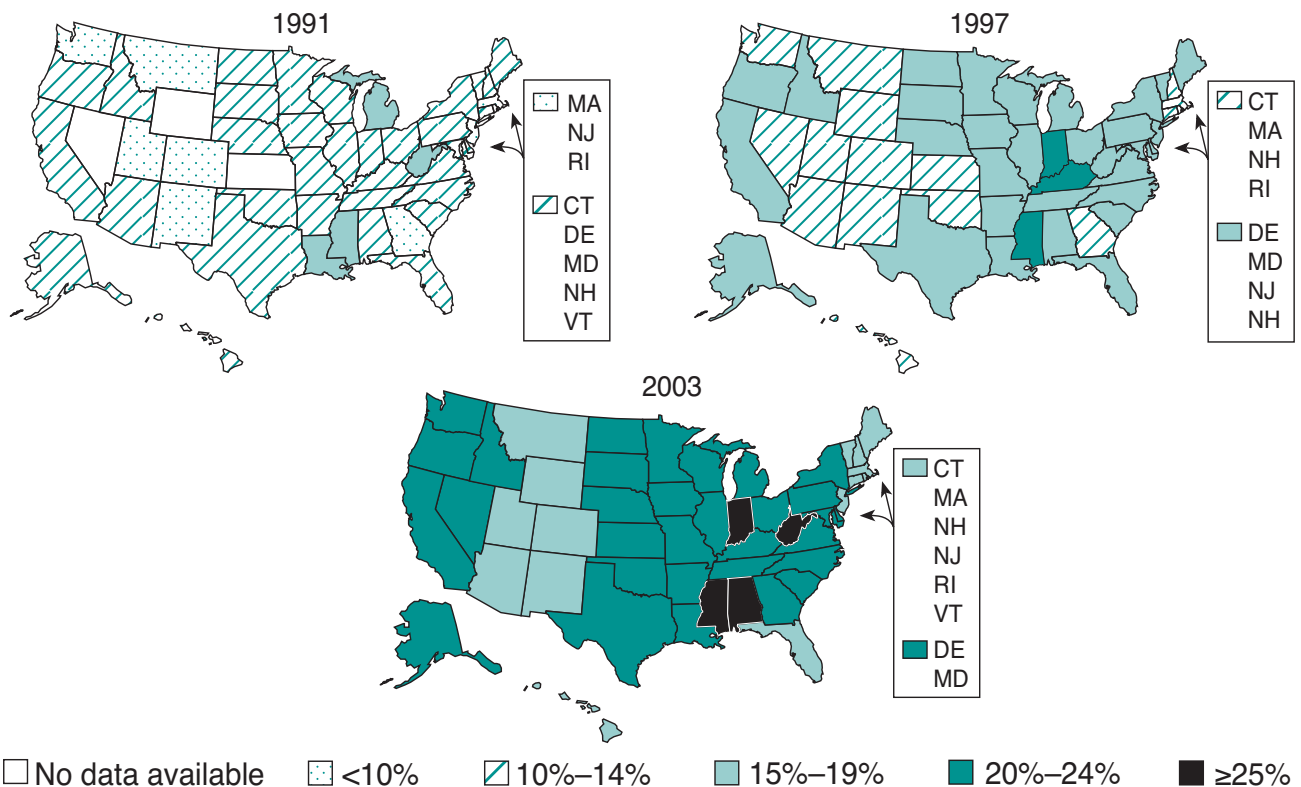 1991
MA
NJ
RI
CT
DE
MD
NH
VT
1997
CT
MA
NH
RI
DE
MD
NJ
NH
2003
CT
MA
NH
NJ
RI
VT
DE
MD
No data available <10% 10%–14% 15%–19% 20%–24% ≥25%